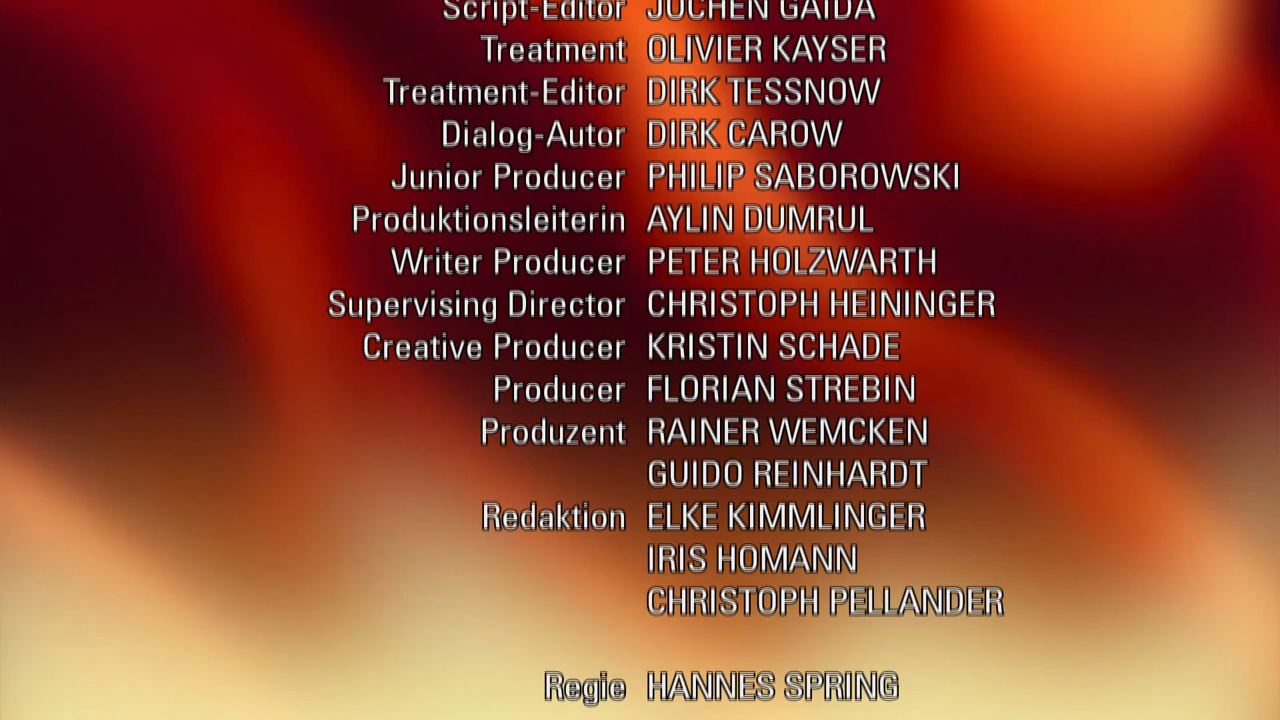 Script-Editor JOCHEN GAIDA
Treatment OLIVIER KAYSER
Treatment-Editor DIRK TESSNOW
Dialog-Autor DIRK CAROW
Junior Producer PHILIP SABOROWSKI
Produktionsleiterin AYLIN DUMRUL
Writer Producer PETER HOLZWARTH
Supervising Director CHRISTOPH HEININGER
Creative Producer KRISTIN SCHADE
Producer FLORIAN STREBIN
Produzent RAINER WEMCKEN
GUIDO REINHARDT
Redaktion ELKE KIMMLINGER
IRIS HOMANN
CHRISTOPH PELLANDER
Regie HANNES SPRING